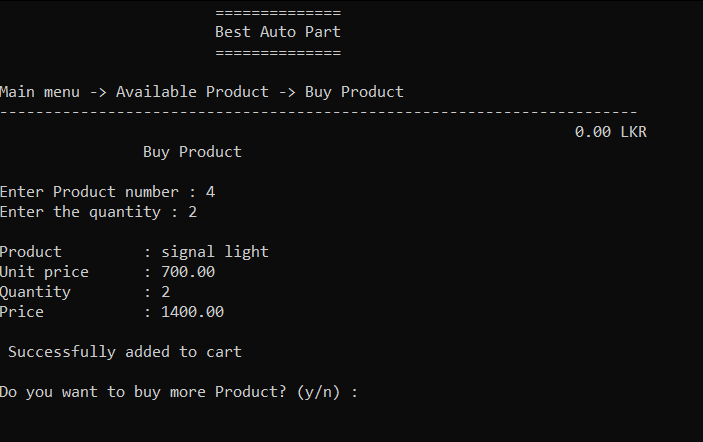 ==============
Best Auto Part
==============
Main menu -> Available Product -> Buy Product
-----------------------------------------------------------------------
0.00 LKR
Buy Product
Enter Product number : 4
Enter the quantity : 2
Product : signal light
Unit price : 700.00
Quantity : 2
Price : 1400.00
Successfully added to cart
Do you want to buy more Product? (y/n) :